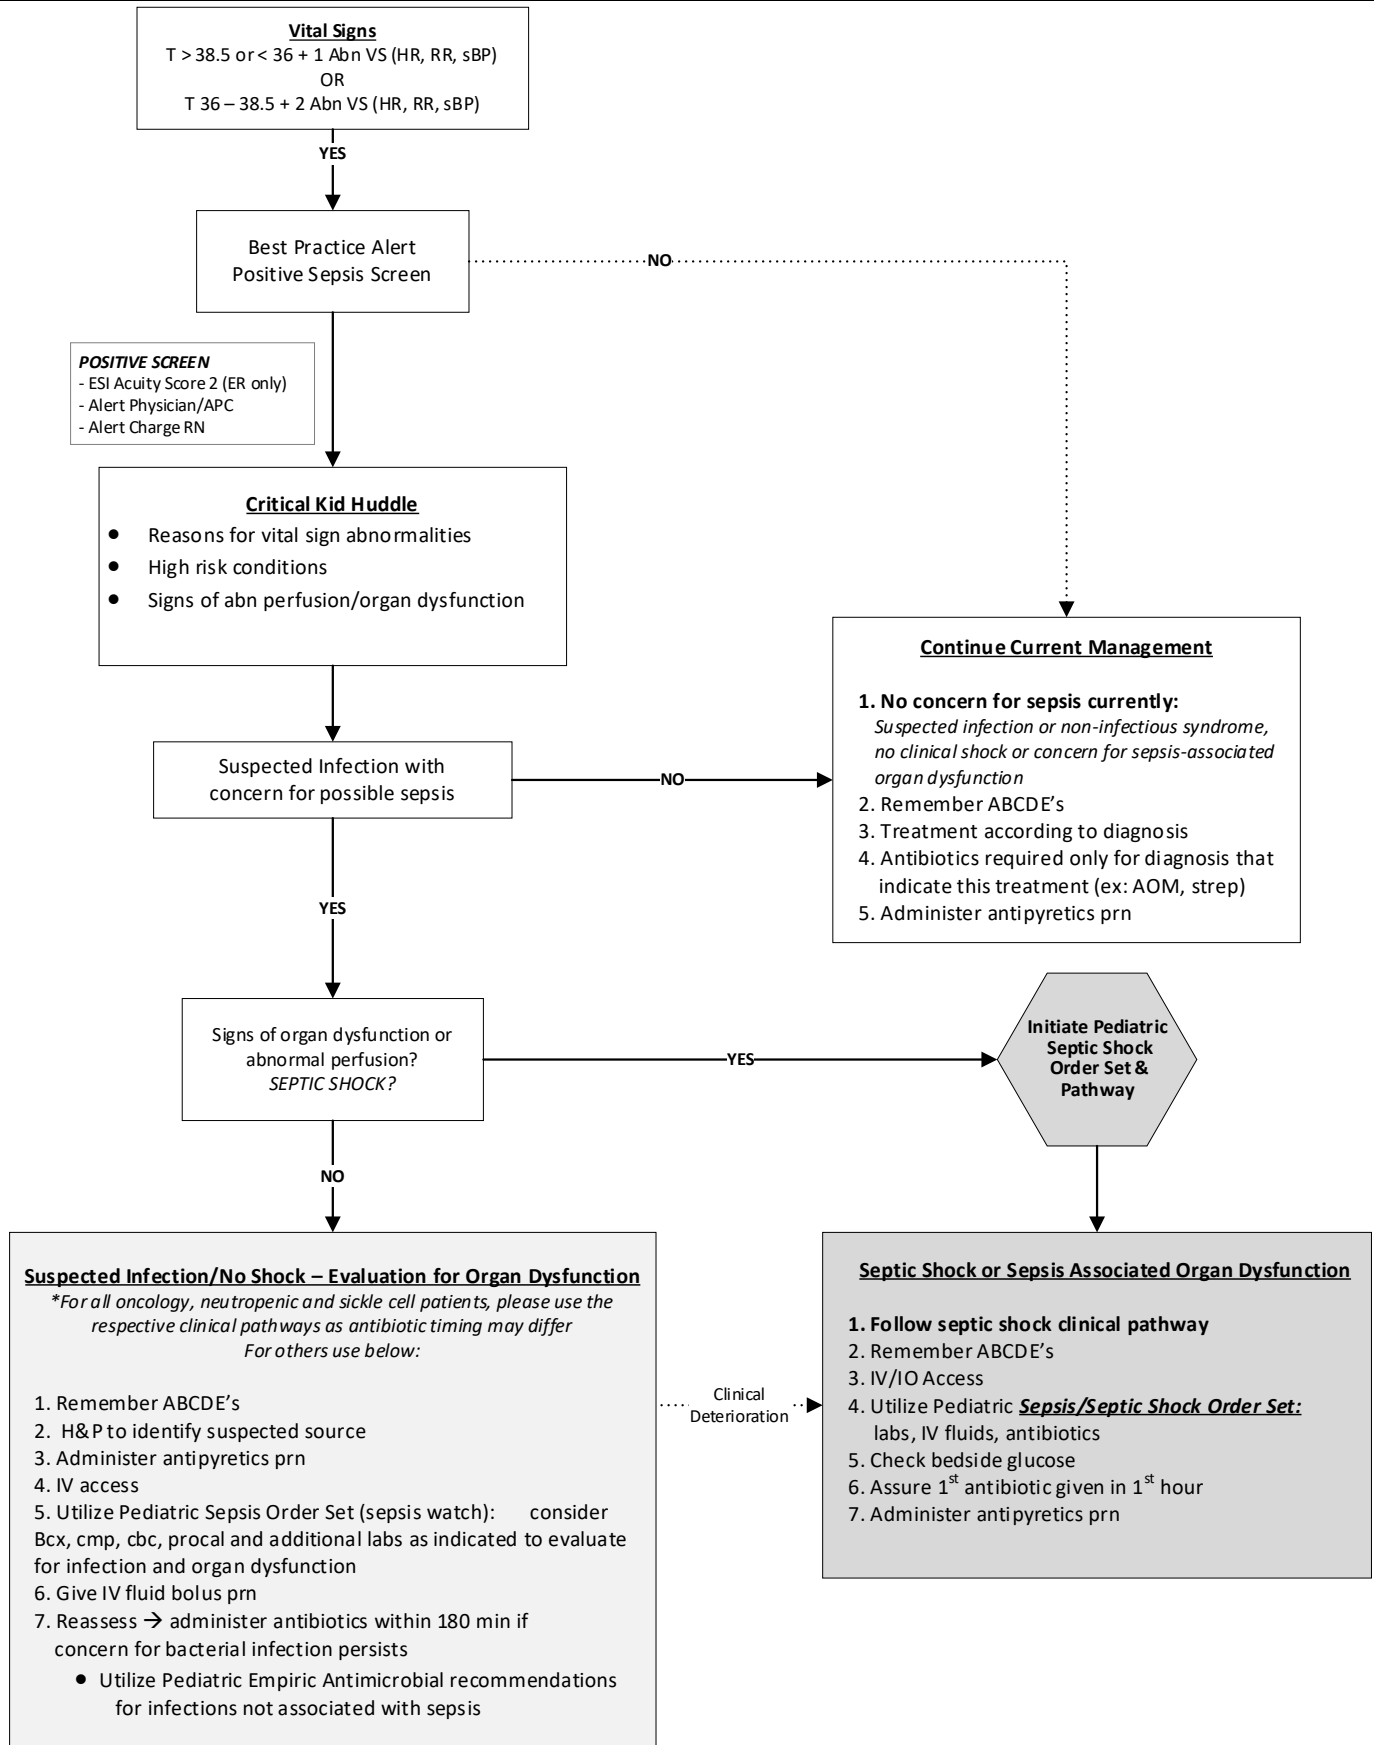 Vital Signs
T > 38.5 or < 36 + 1 Abn VS (HR, RR, sBP)
OR
T 36 – 38.5 + 2 Abn VS (HR, RR, sBP)
YES
Best Practice Alert
Positive Sepsis Screen
NO
POSITIVE SCREEN
- ESI Acuity Score 2 (ER only)
- Alert Physician/APC
- Alert Charge RN
Critical Kid Huddle
● Reasons for vital sign abnormalities
● High risk conditions
● Signs of abn perfusion/organ dysfunction
Suspected Infection with
concern for possible sepsis
NO
Continue Current Management
1. No concern for sepsis currently:
Suspected infection or non-infectious syndrome,
no clinical shock or concern for sepsis-associated
organ dysfunction
2. Remember ABCDE’s
3. Treatment according to diagnosis
4. Antibiotics required only for diagnosis that
indicate this treatment (ex: AOM, strep)
5. Administer antipyretics prn
YES
Signs of organ dysfunction or
abnormal perfusion?
SEPTIC SHOCK?
YES
Initiate Pediatric
Septic Shock
Order Set &
Pathway
NO
Suspected Infection/No Shock – Evaluation for Organ Dysfunction
*For all oncology, neutropenic and sickle cell patients, please use the
respective clinical pathways as antibiotic timing may differ
For others use below:
1. Remember ABCDE’s
2. H&P to identify suspected source
3. Administer antipyretics prn
4. IV access
5. Utilize Pediatric Sepsis Order Set (sepsis watch): consider
Bcx, cmp, cbc, procal and additional labs as indicated to evaluate
for infection and organ dysfunction
6. Give IV fluid bolus prn
7. Reassess → administer antibiotics within 180 min if
concern for bacterial infection persists
● Utilize Pediatric Empiric Antimicrobial recommendations
for infections not associated with sepsis
Clinical
Deterioration
Septic Shock or Sepsis Associated Organ Dysfunction
1. Follow septic shock clinical pathway
2. Remember ABCDE’s
3. IV/IO Access
4. Utilize Pediatric Sepsis/Septic Shock Order Set:
labs, IV fluids, antibiotics
5. Check bedside glucose
6. Assure 1st antibiotic given in 1st hour
7. Administer antipyretics prn